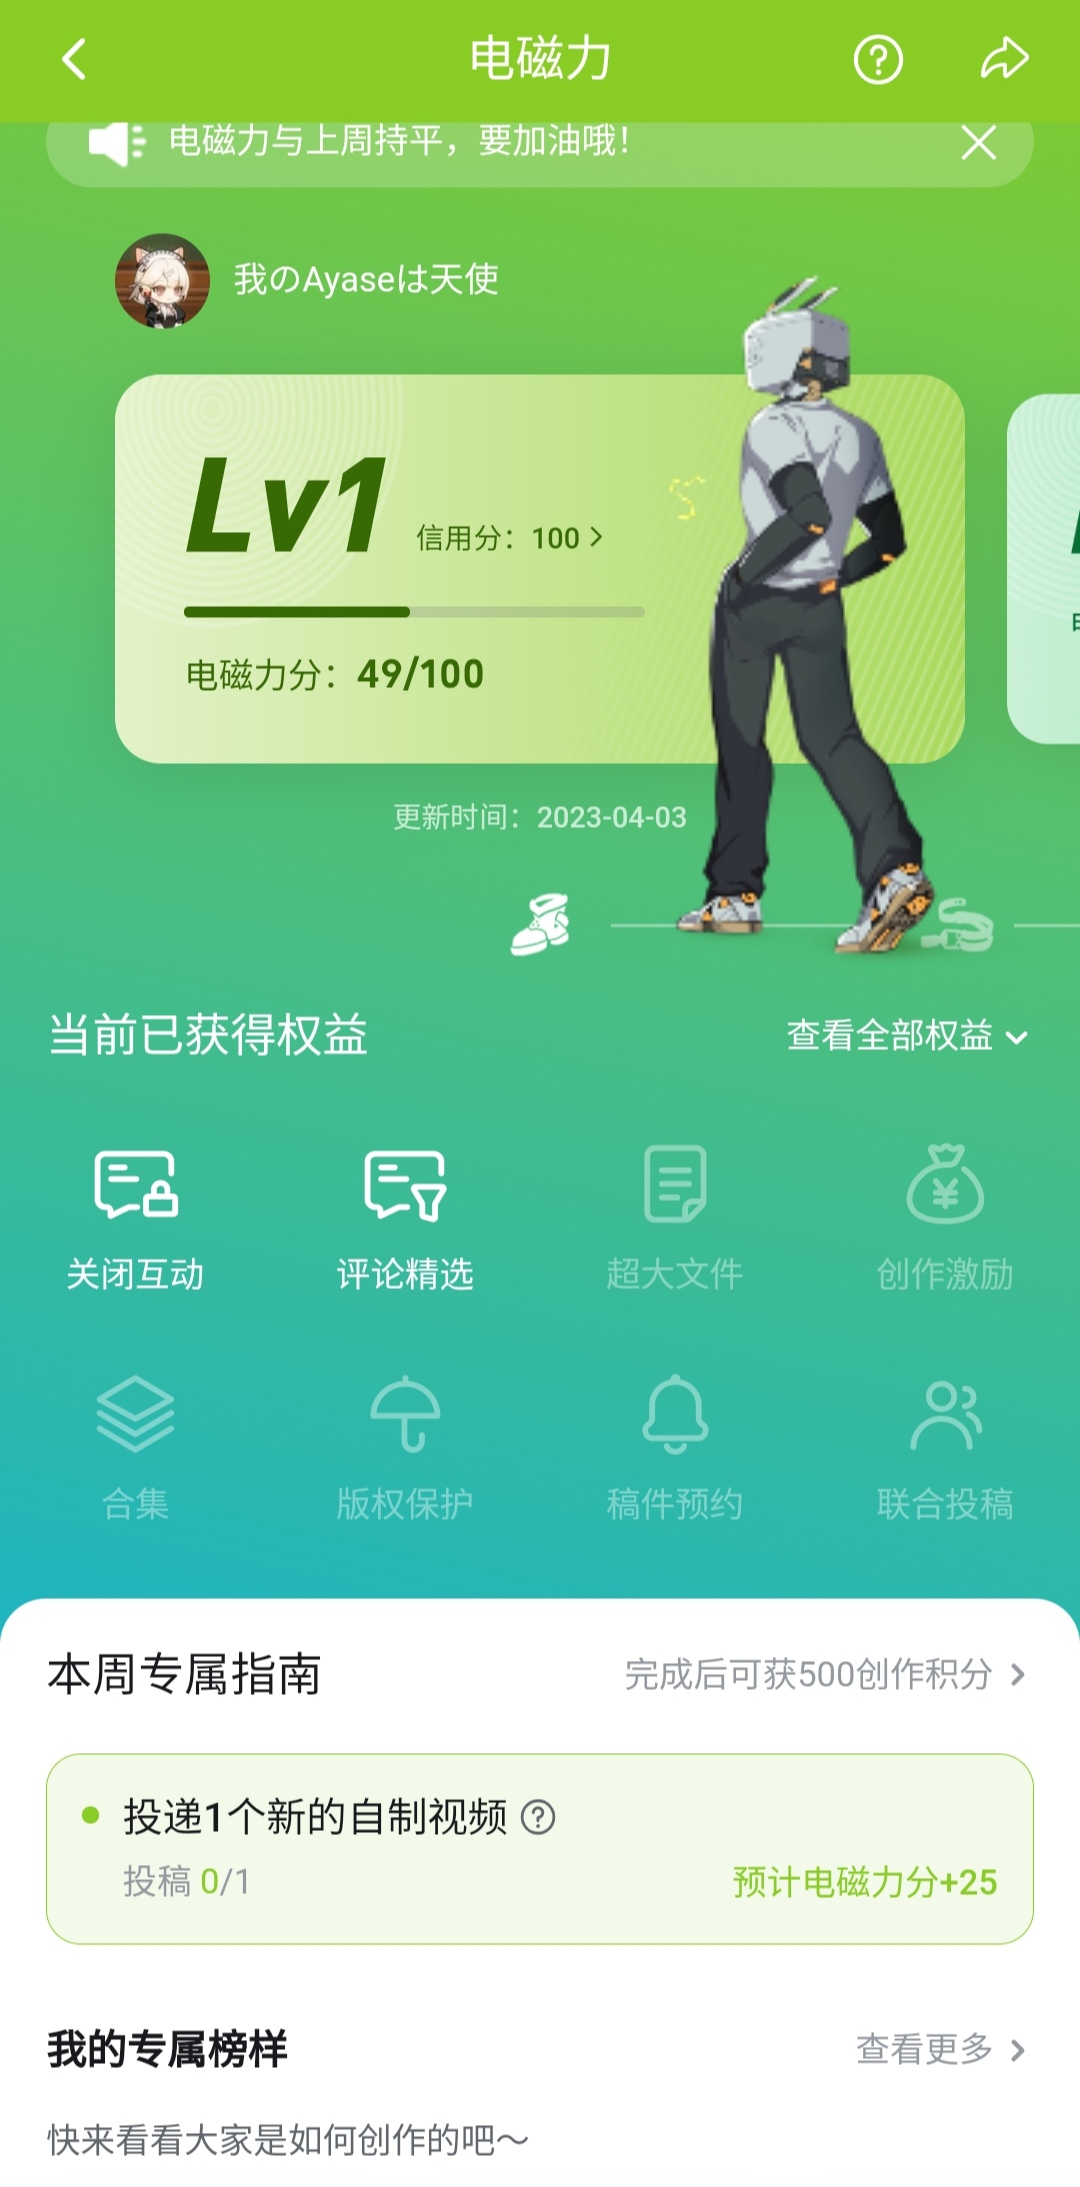 电磁力
电磁力与上周持平，要加油哦！
我のAyaseは天使
Lv1
信用分：100
电磁力分：49/100
更新时间：2023-04-03
当前已获得权益
查看全部权益
关闭互动
评论精选
超大文件
创作激励
合集
版权保护
稿件预约
联合投稿
本周专属指南
完成后可获500创作积分
投递1个新的自制视频
投稿 0/1
预计电磁力分+25
我的专属榜样
查看更多
快来看看大家是如何创作的吧～